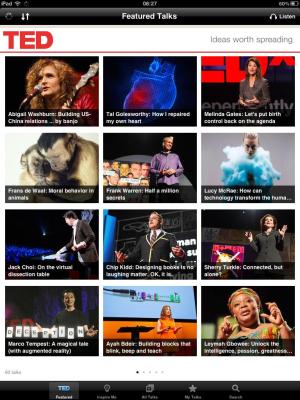 iPad
08:27
60%
Featured Talks
Listen
TED
Ideas worth spreading
Abigail Washburn: Building US-
China relations ... by banjo
Tal Golesworthy: How I repaired
my own heart
Melinda Gates: Let's put birth
control back on the agenda
Frans de Waal: Moral behavior in
animals
Frank Warren: Half a million
secrets
Lucy McRae: How can
technology transform the huma...
Jack Choi: On the virtual
dissection table
Chip Kidd: Designing books is no
laughing matter. OK, it is.
Sherry Turkle: Connected, but
alone?
DECEPTION
Marco Tempest: A magical tale
(with augmented reality)
Ayah Bdeir: Building blocks that
blink, beep and teach
Leymah Gbowee: Unlock the
intelligence, passion, greatness...
60 talks
TED
Featured
Inspire Me
All Talks
My Talks
Search